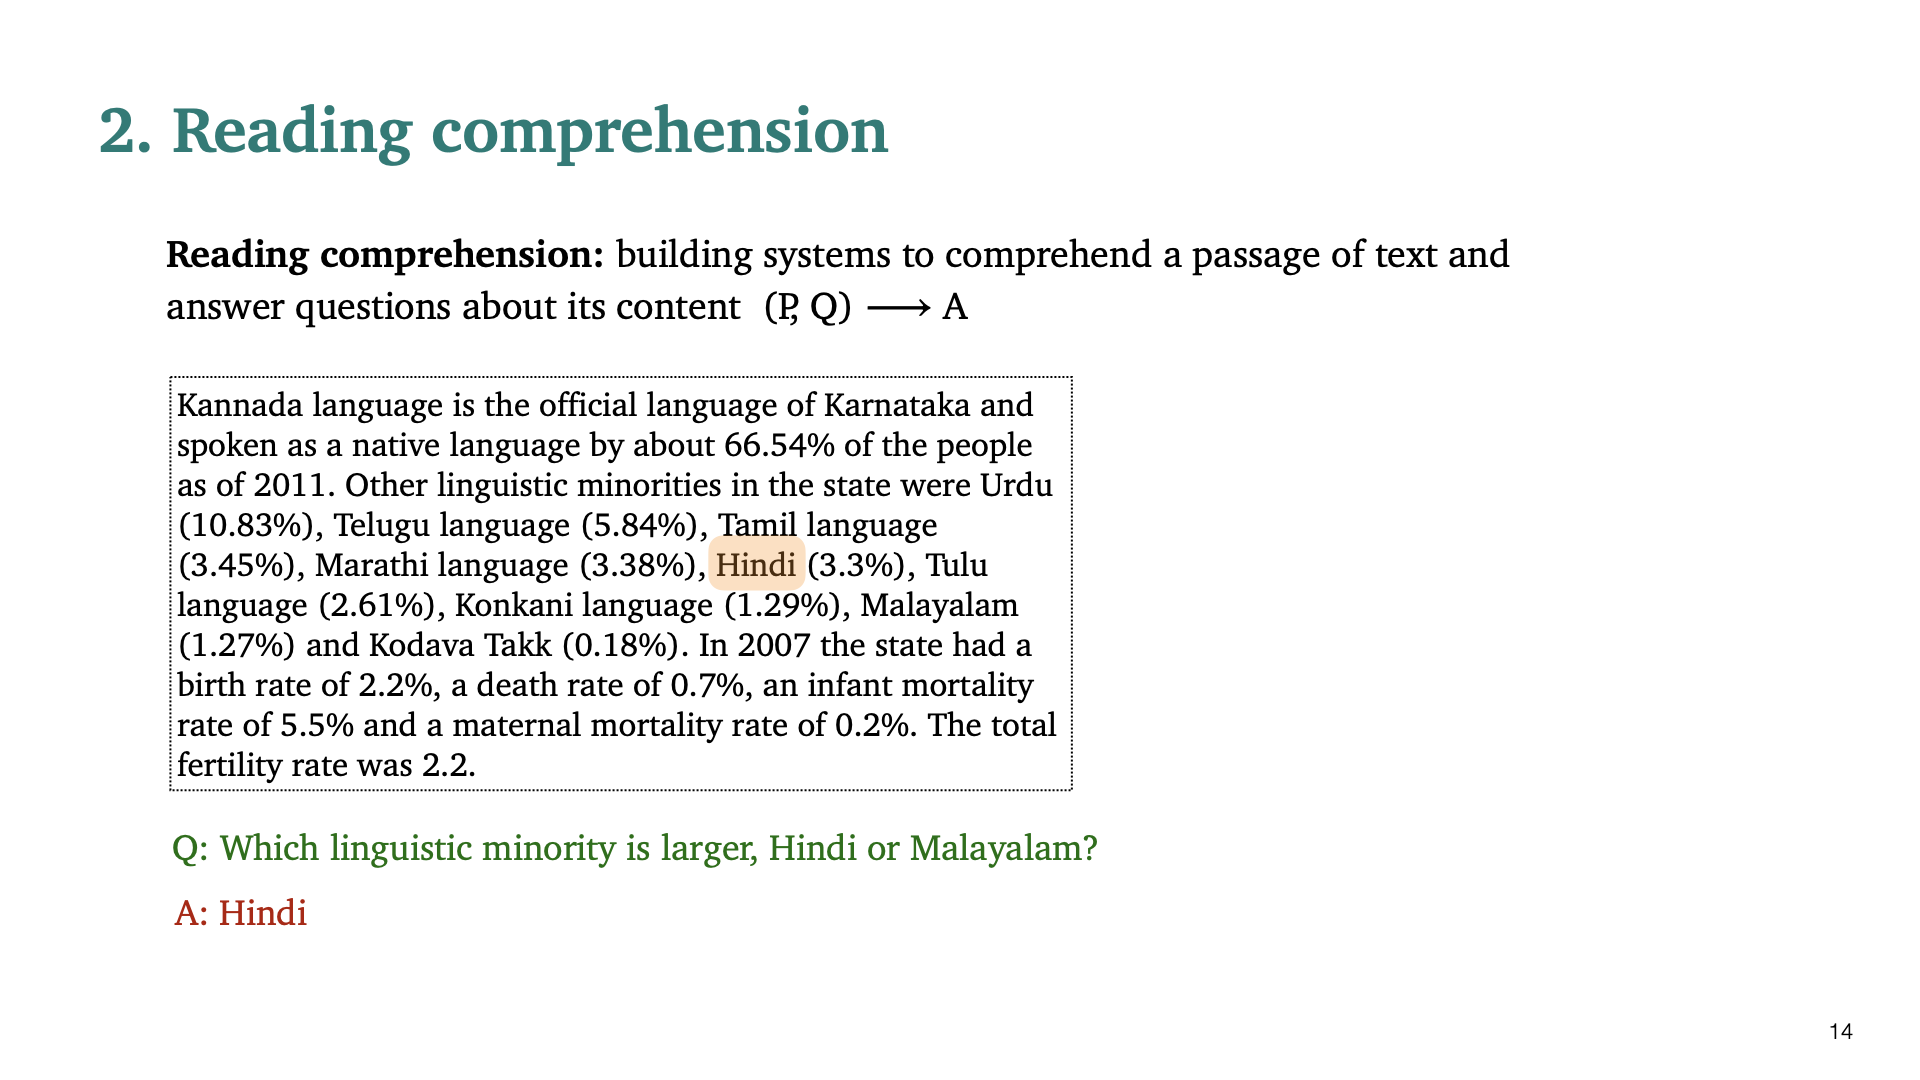 2. Reading comprehension
Reading comprehension: building systems to comprehend a passage of text and
answer questions about its content (P, Q) ⟶ A
Kannada language is the official language of Karnataka and
spoken as a native language by about 66.54% of the people
as of 2011. Other linguistic minorities in the state were Urdu
(10.83%), Telugu language (5.84%), Tamil language
(3.45%), Marathi language (3.38%), Hindi (3.3%), Tulu
language (2.61%), Konkani language (1.29%), Malayalam
(1.27%) and Kodava Takk (0.18%). In 2007 the state had a
birth rate of 2.2%, a death rate of 0.7%, an infant mortality
rate of 5.5% and a maternal mortality rate of 0.2%. The total
fertility rate was 2.2.
Q: Which linguistic minority is larger, Hindi or Malayalam?
A: Hindi
14